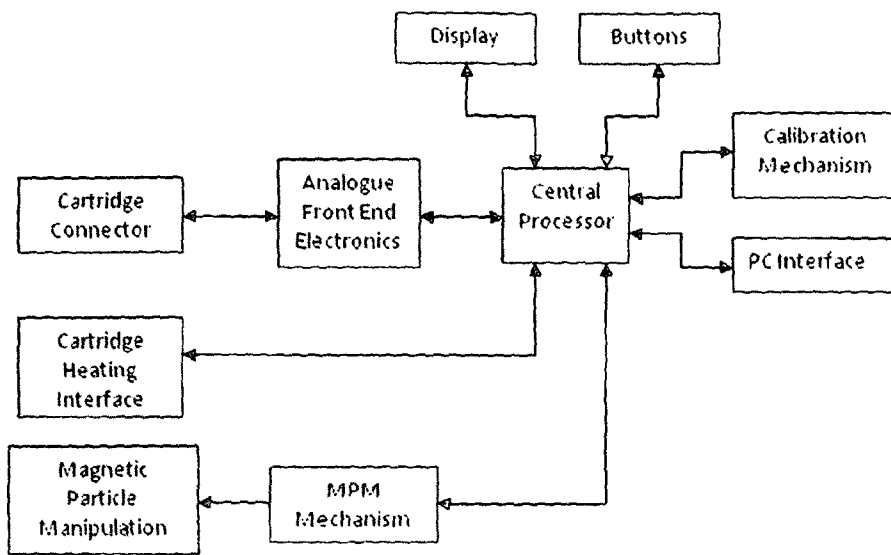 Display
Buttons
Calibration
Mechanism
Cartridge
Connector
Analogue
Front End
Electronics
Central
Processor
PC Interface
Cartridge
Heating
Interface
Magnetic
Particle
Manipulation
MPM
Mechanism